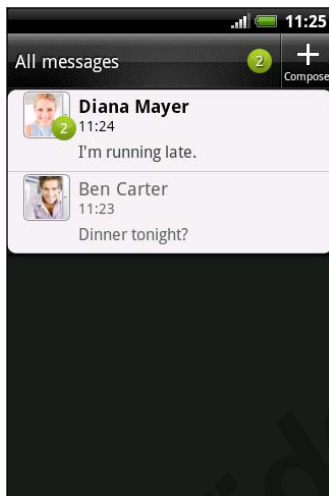 11:25
All messages
2
Compose
Diana Mayer
2
11:24
I'm running late.
Ben Carter
11:23
Dinner tonight?